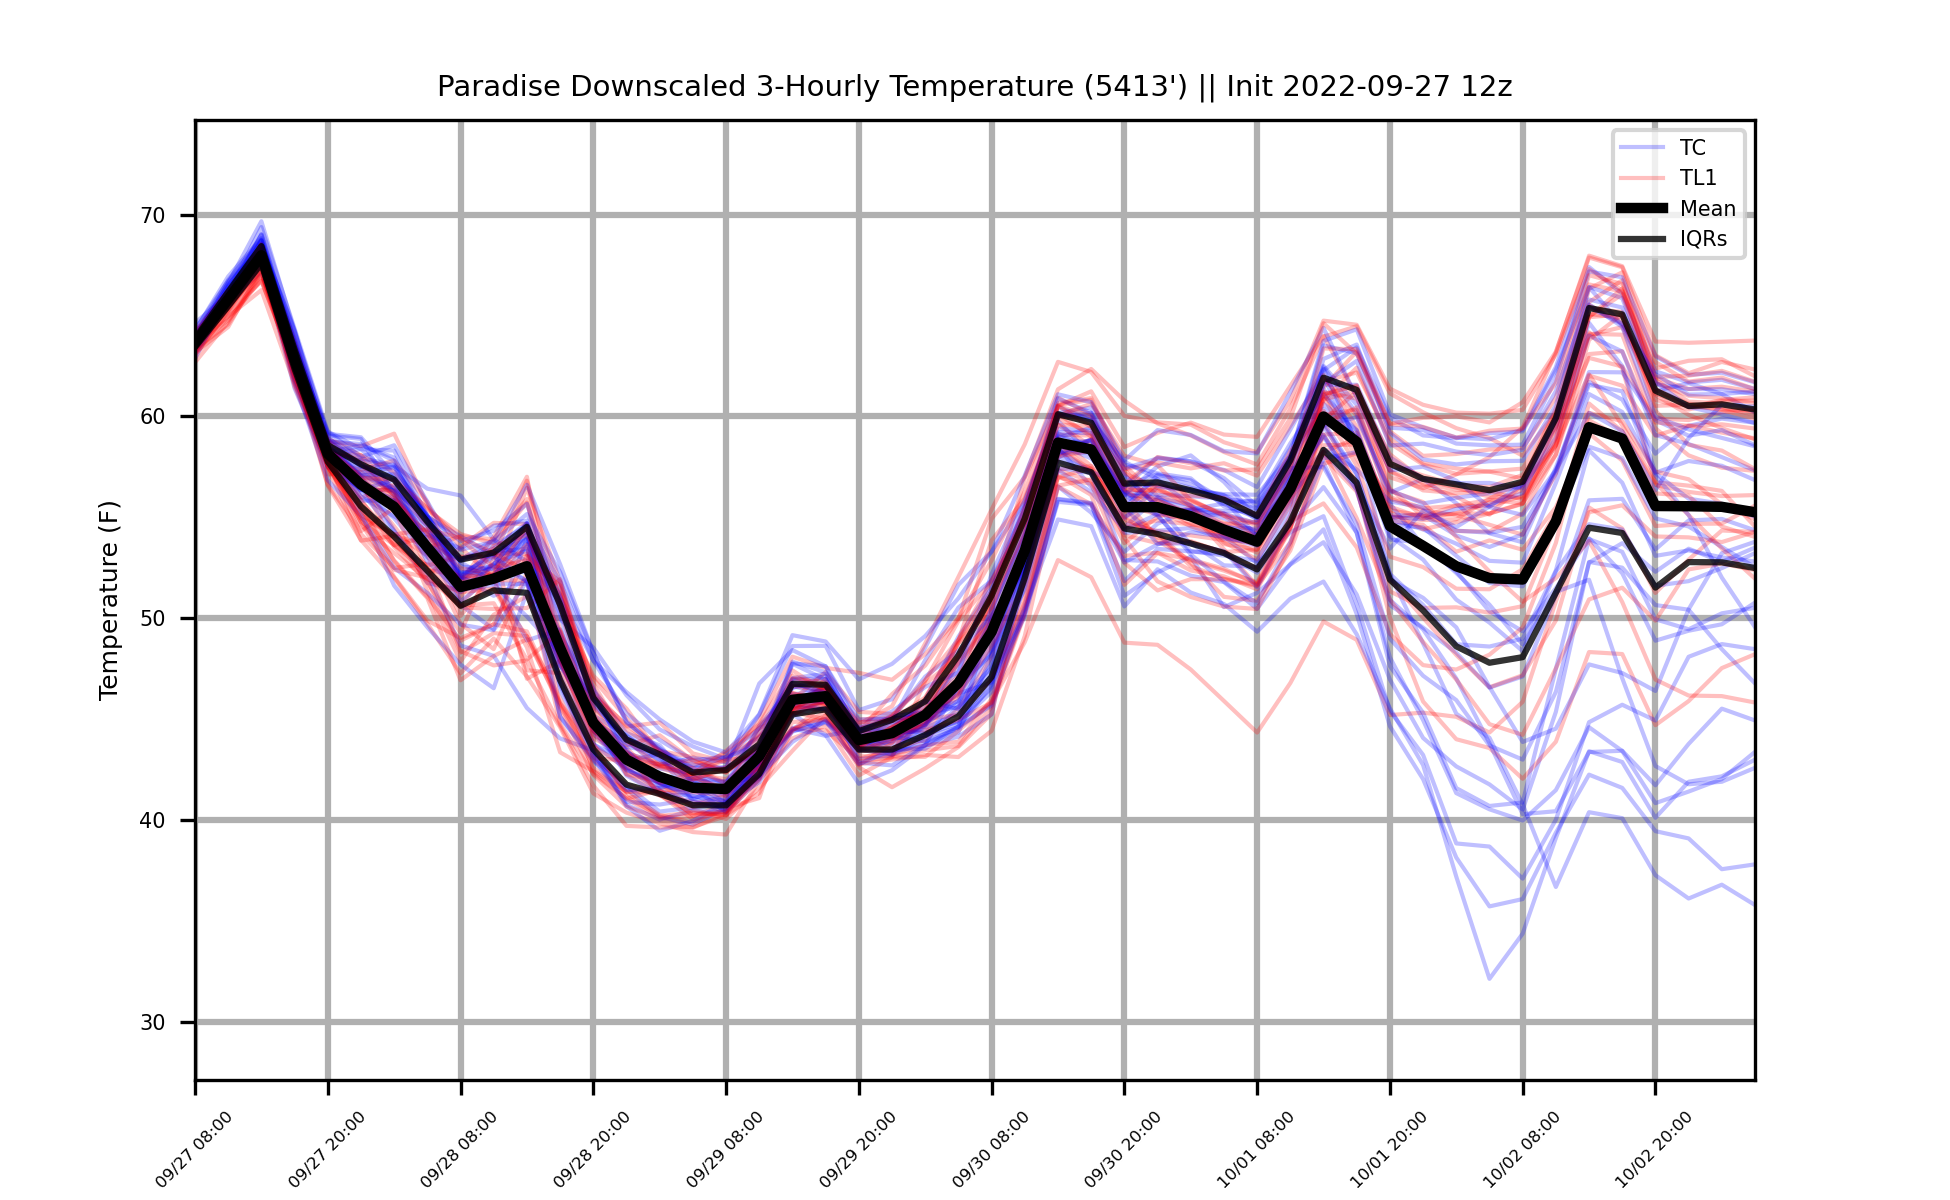 Paradise Downscaled 3-Hourly Temperature (5413') || Init 2022-09-27 12z
TC
TL1
Mean
IQRs
Temperature (F)
70
60
50
40
30
09/27 08:00
09/27 20:00
09/28 08:00
09/28 20:00
09/29 08:00
09/29 20:00
09/30 08:00
09/30 20:00
10/01 08:00
10/01 20:00
10/02 08:00
10/02 20:00